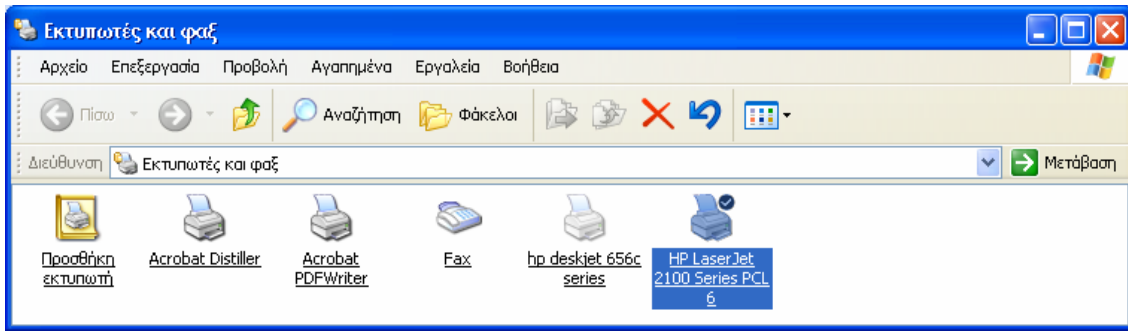 Εκτυπωτές και φαξ
Αρχείο Επεξεργασία Προβολή Αγαπημένα Εργαλεία Βοήθεια
Πίσω Αναζήτηση Φάκελοι
Διεύθυνση Εκτυπωτές και φαξ Μετάβαση
Προσθήκη
εκτυπωτή
Acrobat Distiller
Acrobat
PDFWriter
Fax
hp deskjet 656c
series
HP LaserJet
2100 Series PCL
6